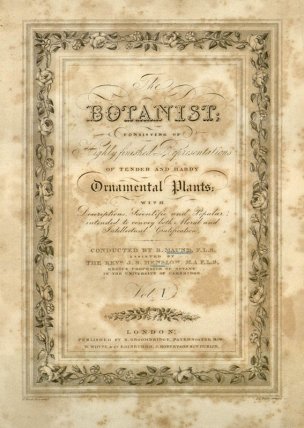 The
BOTANIST;
CONSISTING OF
Highly finished Representations
OF TENDER AND HARDY
Ornamental Plants;
WITH
Descriptions, Scientific and Popular;
intended to convey both Moral and
Intellectual Gratification.
CONDUCTED BY B. MAUND, F.L.S.
ASSISTED BY
THE REVD. J. S. HENSLOW, M.A. F.L.S.
REGIUS PROFESSOR OF BOTANY
IN THE UNIVERSITY OF CAMBRIDGE.
Vol. V
LONDON:
PUBLISHED BY R. GROOMBRIDGE, PATERNOSTER ROW.